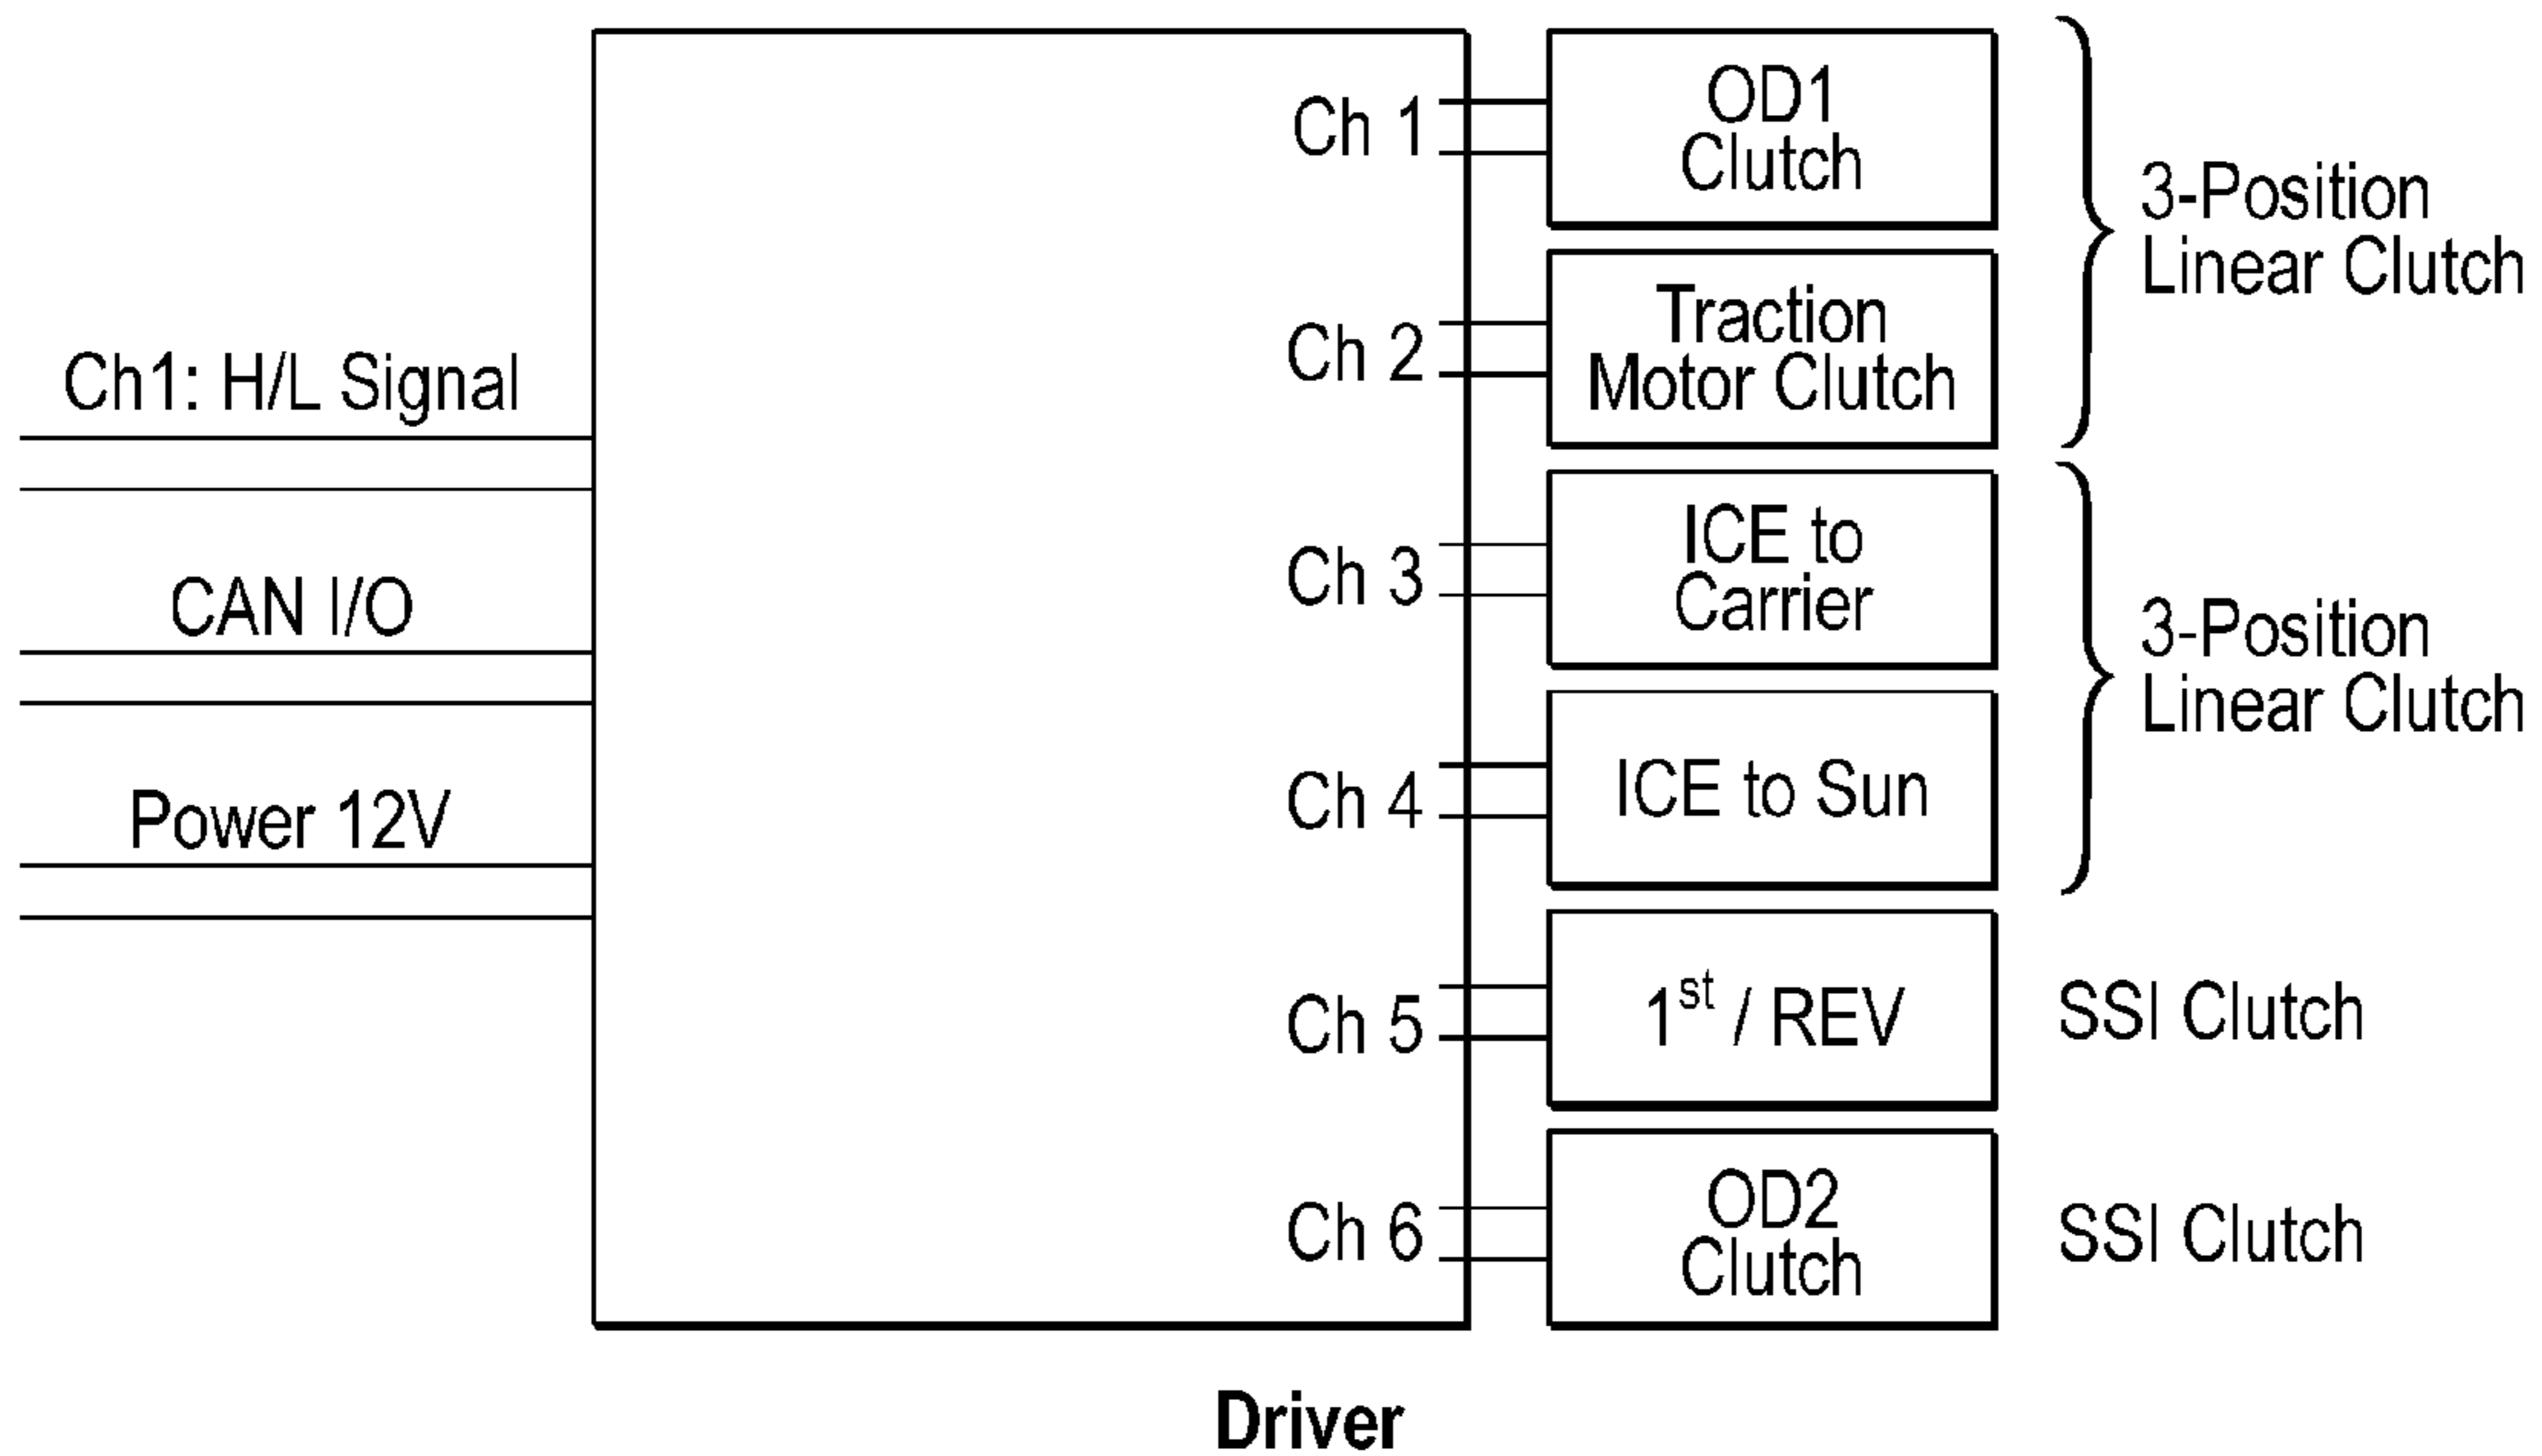 Ch1: H/L Signal
CAN I/O
Power 12V
Ch 1
OD1
Clutch
Ch 2
Traction
Motor Clutch
3-Position
Linear Clutch
Ch 3
ICE to
Carrier
Ch 4
ICE to Sun
3-Position
Linear Clutch
Ch 5
1st / REV
SSI Clutch
Ch 6
OD2
Clutch
SSI Clutch
Driver